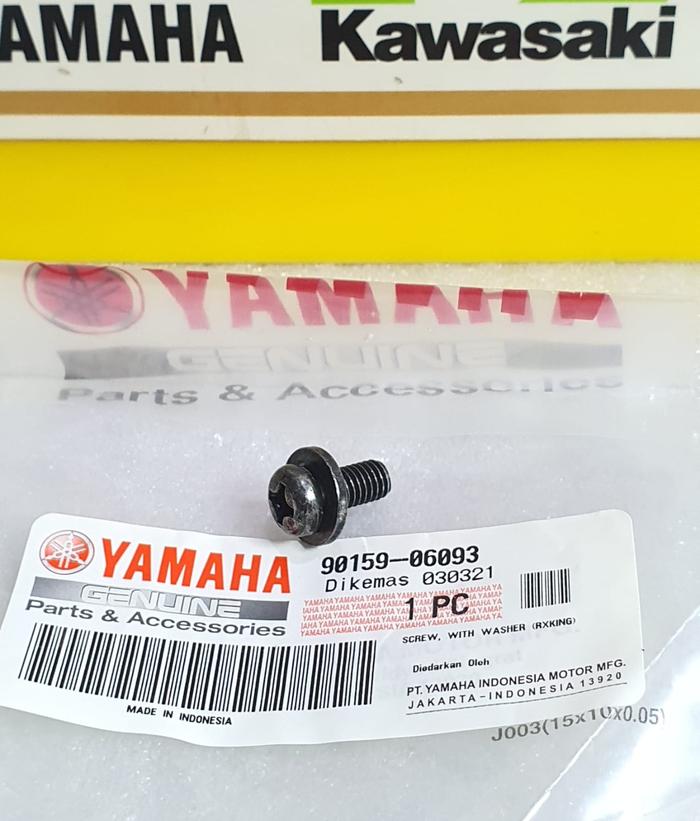 AMAHA Kawasaki
YAMAHA
GENUINE
Parts & Accessories
YAMAHA
GENUINE
Parts & Accessories
MADE IN INDONESIA
90159-06093
Dikemas 030321
1 PC
SCREW, WITH WASHER (RXKING)
Diedarkan Oleh
PT. YAMAHA INDONESIA MOTOR MFG.
JAKARTA-INDONESIA 13920
J003(15x10x0.05)